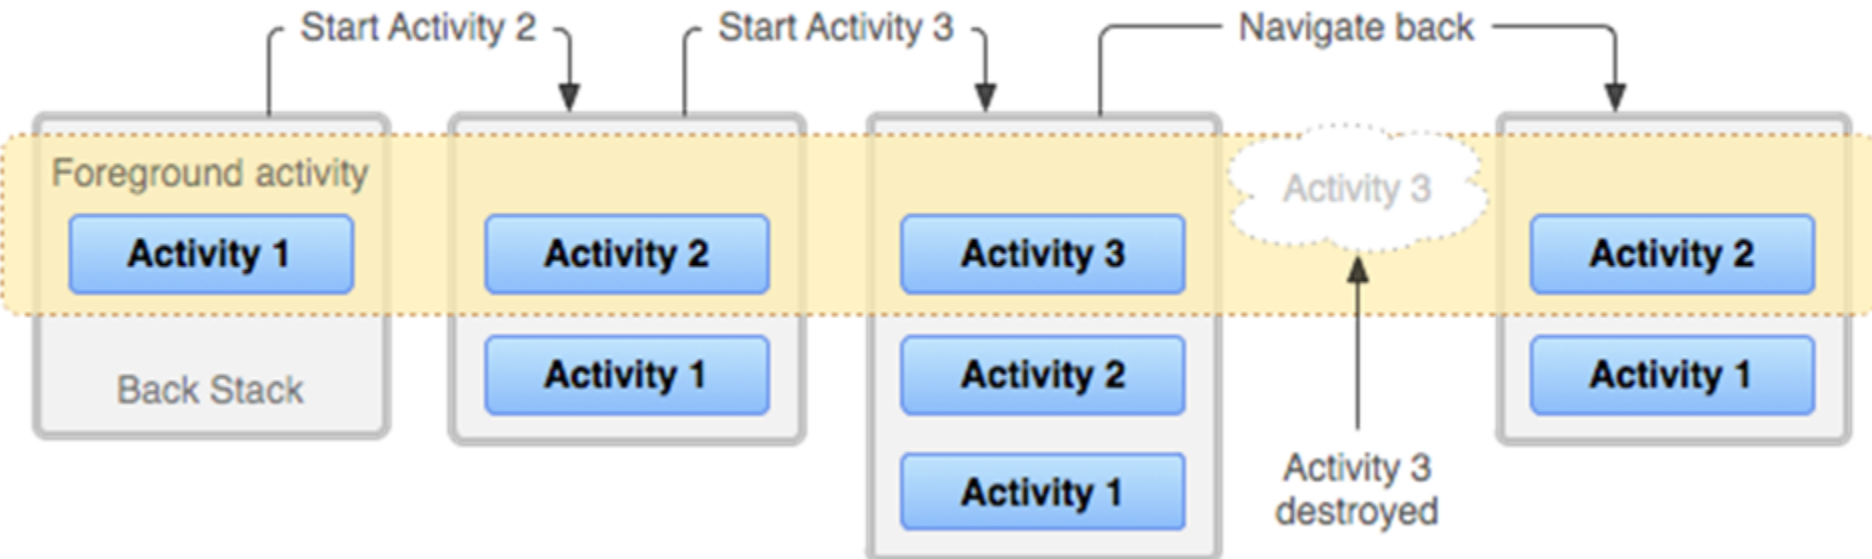 Start Activity 2
Start Activity 3
Navigate back
Foreground activity
Activity 1
Back Stack
Activity 2
Activity 1
Activity 3
Activity 2
Activity 1
Activity 3
Activity 3
destroyed
Activity 2
Activity 1